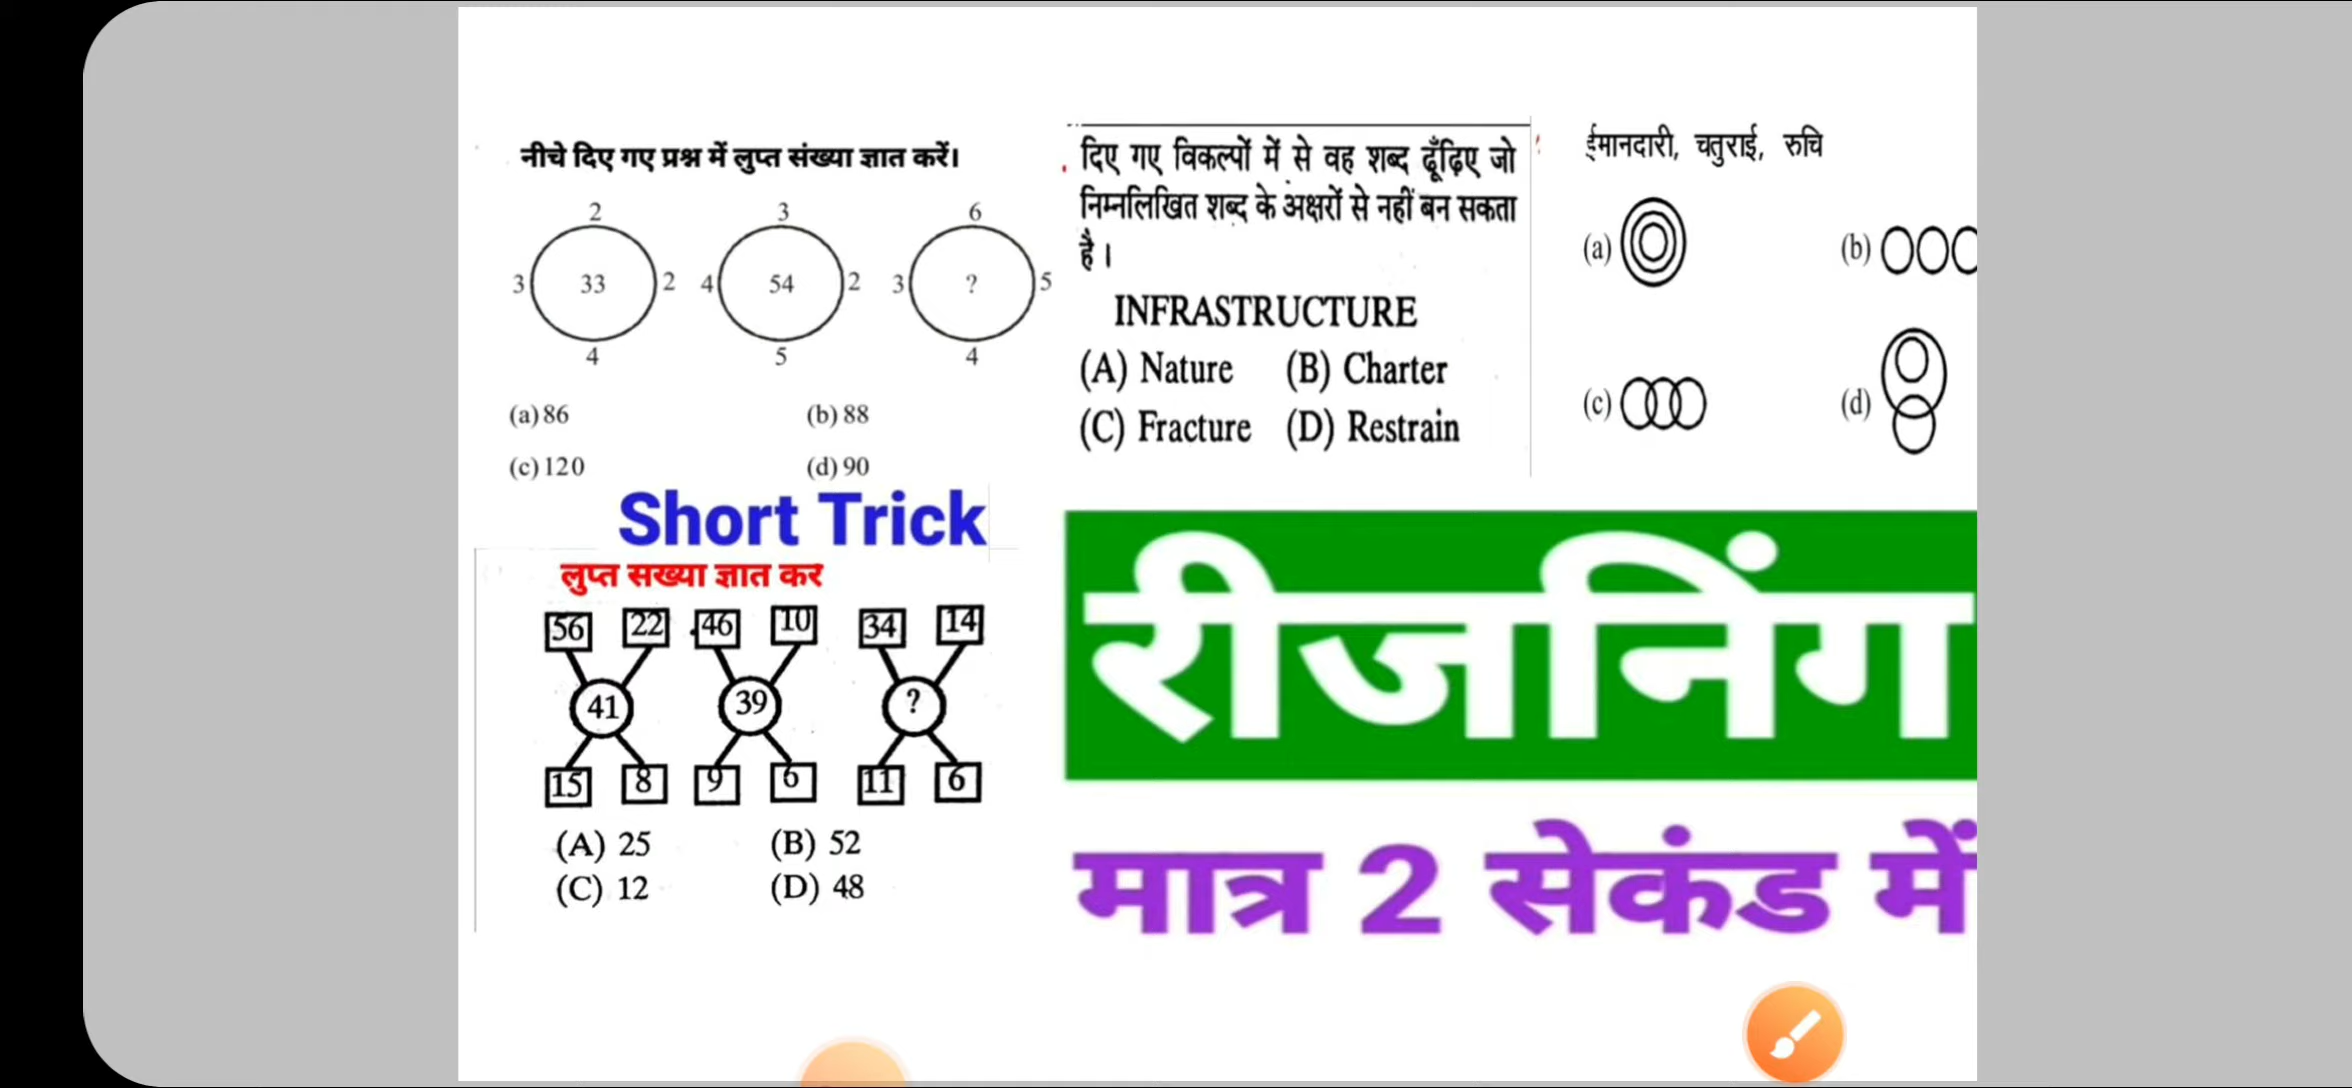 नीचे दिए गए प्रश्न में लुप्त संख्या ज्ञात करें।
2 3 6
3 33 2 4 54 2 3 ? 5
4 5 4
(a) 86 (b) 88
(c) 120 (d) 90
Short Trick
लुप्त सख्या ज्ञात कर
56 22 46 10 34 14
41 39 ?
15 8 9 6 11 6
(A) 25 (B) 52
(C) 12 (D) 48
दिए गए विकल्पों में से वह शब्द ढूँढ़िए जो
निम्नलिखित शब्द के अक्षरों से नहीं बन सकता
है।
INFRASTRUCTURE
(A) Nature (B) Charter
(C) Fracture (D) Restrain
ईमानदारी, चतुराई, रुचि
(a) (b)
(c) (d)
रीजनिंग
मात्र 2 सेकंड में